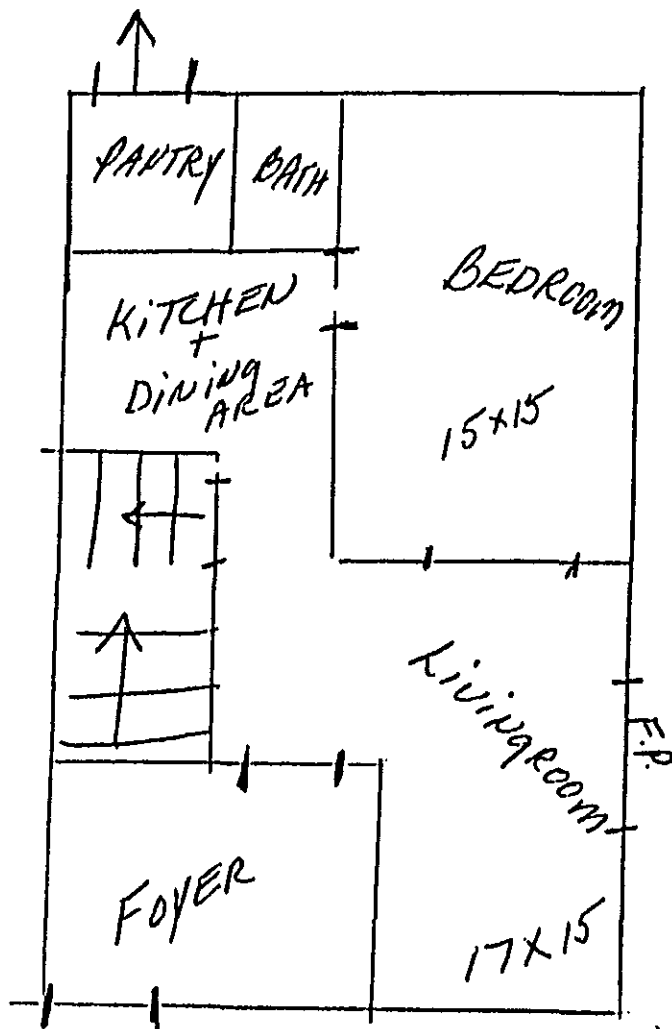 PANTRY
BATH
KiTCHEN
+
DiNiNg
AREA
BEDROOM
15x15
LiVingROOM
F.P.
FOYER
17x15